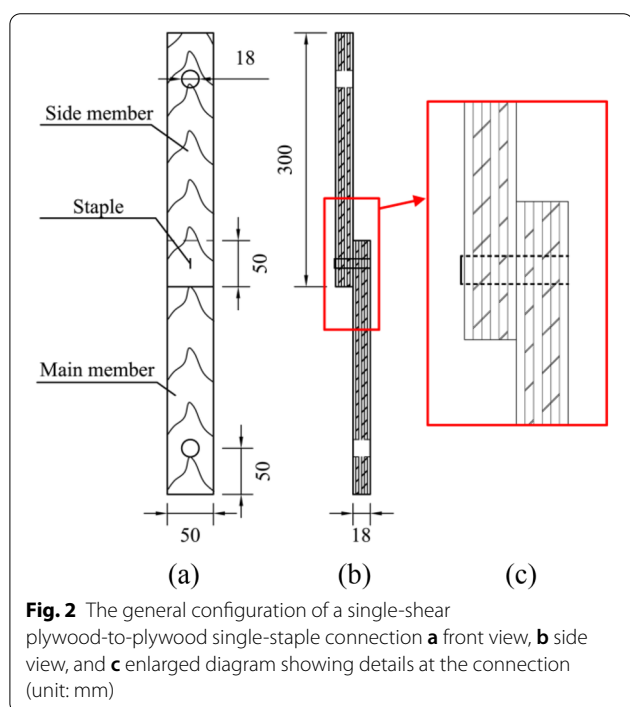 18
Side member
Staple
50
Main member
50
50
300
18
(a)
(b)
(c)
Fig. 2 The general configuration of a single-shear
plywood-to-plywood single-staple connection a front view, b side
view, and c enlarged diagram showing details at the connection
(unit: mm)